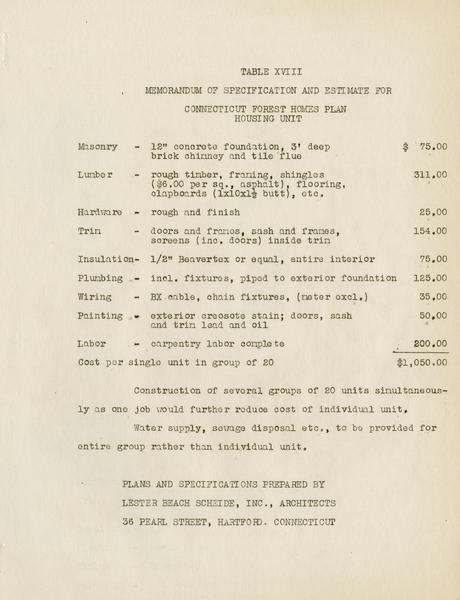 TABLE XVIII
MEMORANDUM OF SPECIFICATION AND ESTIMATE FOR
CONNECTICUT FOREST HOMES PLAN
HOUSING UNIT
Masonry - 12" concrete foundation, 3' deep $ 75.00
brick chimney and tile flue
Lumber - rough timber, framing, shingles 311.00
($6.00 per sq., asphalt), flooring,
clapboards (1x10x1½ butt), etc.
Hardware - rough and finish 25.00
Trim - doors and frames, sash and frames, 154.00
screens (inc. doors) inside trim
Insulation- 1/2" Beavertex or equal, entire interior 75.00
Plumbing - incl. fixtures, piped to exterior foundation 125.00
Wiring - BX cable, chain fixtures, (meter excl.) 35.00
Painting - exterior creosote stain; doors, sash 50.00
and trim lead and oil
Labor - carpentry labor complete 200.00
Cost per single unit in group of 20 $1,050.00
Construction of several groups of 20 units simultaneous-
ly as one job would further reduce cost of individual unit.
Water supply, sewage disposal etc., to be provided for
entire group rather than individual unit.
PLANS AND SPECIFICATIONS PREPARED BY
LESTER BEACH SCHEIDE, INC., ARCHITECTS
36 PEARL STREET, HARTFORD. CONNECTICUT